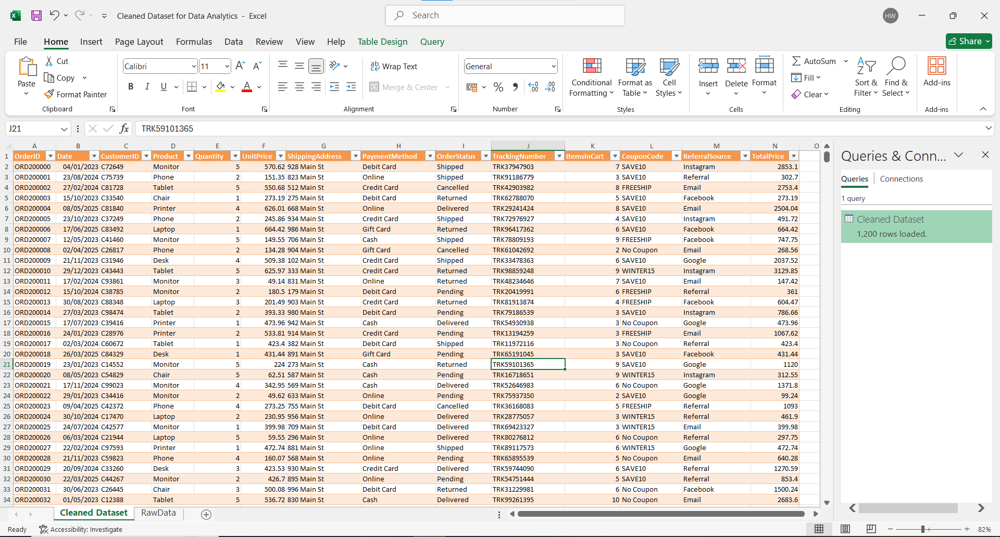 Cleaned Dataset for Data Analytics - Excel
Search
HW
File Home Insert Page Layout Formulas Data Review View Help Table Design Query
Share
Paste
Cut
Copy
Format Painter
Clipboard
Calibri 11
B I U
Font
Wrap Text
Merge & Center
Alignment
General
Number
Conditional Formatting
Format as Table
Cell Styles
Styles
Insert Delete Format
Cells
AutoSum
Fill
Clear
Sort & Filter
Find & Select
Editing
Add-ins
Add-ins
J21 fx TRK59101365
A B C D E F G H I J K L M N O
1 OrderID Date CustomerID Product Quantity UnitPrice ShippingAddress PaymentMethod OrderStatus TrackingNumber ItemsInCart CouponCode ReferralSource TotalPrice
2 ORD200000 04/01/2023 C72649 Monitor 5 570.62 928 Main St Debit Card Shipped TRK37947903 7 SAVE10 Instagram 2853.1
3 ORD200001 23/08/2024 C75739 Phone 2 151.35 823 Main St Online Shipped TRK91186779 3 SAVE10 Referral 302.7
4 ORD200002 27/02/2024 C81728 Tablet 5 550.68 512 Main St Credit Card Cancelled TRK42903982 8 FREESHIP Email 2753.4
5 ORD200003 15/10/2023 C33540 Chair 1 273.19 275 Main St Debit Card Returned TRK62788070 5 SAVE10 Facebook 273.19
6 ORD200004 08/05/2025 C81840 Printer 4 626.01 668 Main St Online Delivered TRK29241424 8 SAVE10 Email 2504.04
7 ORD200005 23/10/2023 C37249 Phone 2 245.86 934 Main St Credit Card Shipped TRK72976927 4 SAVE10 Instagram 491.72
8 ORD200006 17/06/2025 C83492 Laptop 1 664.42 986 Main St Gift Card Returned TRK96417362 6 SAVE10 Facebook 664.42
9 ORD200007 12/05/2023 C41460 Monitor 5 149.55 706 Main St Cash Shipped TRK78809193 9 FREESHIP Facebook 747.75
10 ORD200008 02/04/2025 C26817 Phone 2 134.28 904 Main St Gift Card Cancelled TRK61042692 2 No Coupon Email 268.56
11 ORD200009 21/11/2023 C31946 Desk 4 509.38 102 Main St Credit Card Shipped TRK33478363 6 SAVE10 Google 2037.52
12 ORD200010 29/12/2023 C43443 Tablet 5 625.97 333 Main St Credit Card Returned TRK98859248 9 WINTER15 Instagram 3129.85
13 ORD200011 17/02/2024 C93861 Monitor 3 49.14 831 Main St Online Returned TRK48234646 7 SAVE10 Email 147.42
14 ORD200012 15/10/2024 C38785 Monitor 2 180.5 179 Main St Debit Card Pending TRK20419991 6 FREESHIP Referral 361
15 ORD200013 30/08/2023 C88348 Laptop 3 201.49 903 Main St Credit Card Returned TRK81913874 4 FREESHIP Facebook 604.47
16 ORD200014 27/03/2023 C98474 Tablet 2 393.33 980 Main St Debit Card Pending TRK79186539 3 SAVE10 Instagram 786.66
17 ORD200015 17/07/2023 C39416 Printer 1 473.96 942 Main St Cash Delivered TRK54930938 3 No Coupon Google 473.96
18 ORD200016 24/01/2023 C28976 Printer 2 533.81 914 Main St Credit Card Pending TRK13194259 3 FREESHIP Email 1067.62
19 ORD200017 02/03/2024 C60672 Tablet 1 423.4 382 Main St Debit Card Shipped TRK11972116 3 No Coupon Referral 423.4
20 ORD200018 26/03/2025 C84329 Desk 1 431.44 891 Main St Gift Card Pending TRK65191045 3 SAVE10 Facebook 431.44
21 ORD200019 23/01/2023 C14552 Monitor 5 224 273 Main St Cash Returned TRK59101365 9 SAVE10 Google 1120
22 ORD200020 08/05/2023 C54829 Chair 5 62.51 587 Main St Cash Pending TRK16718651 9 WINTER15 Instagram 312.55
23 ORD200021 17/11/2024 C99023 Monitor 4 342.95 569 Main St Cash Delivered TRK52646983 6 No Coupon Google 1371.8
24 ORD200022 29/01/2023 C34416 Monitor 2 49.62 633 Main St Online Pending TRK75937350 2 SAVE10 Google 99.24
25 ORD200023 09/04/2025 C42372 Phone 4 273.25 755 Main St Debit Card Cancelled TRK36168083 5 FREESHIP Referral 1093
26 ORD200024 30/10/2024 C17470 Laptop 2 230.95 956 Main St Online Delivered TRK28775057 3 WINTER15 Referral 461.9
27 ORD200025 24/07/2024 C42577 Monitor 1 399.98 709 Main St Debit Card Delivered TRK69423327 3 WINTER15 Email 399.98
28 ORD200026 06/03/2024 C21944 Laptop 5 59.55 296 Main St Online Delivered TRK80276812 6 No Coupon Referral 297.75
29 ORD200027 22/02/2024 C97593 Printer 1 472.74 881 Main St Online Shipped TRK89117573 6 WINTER15 Google 472.74
30 ORD200028 21/11/2023 C59823 Phone 4 160.07 568 Main St Online Pending TRK65895539 5 No Coupon Email 640.28
31 ORD200029 20/09/2024 C33260 Desk 3 423.53 930 Main St Credit Card Delivered TRK59744090 6 SAVE10 Referral 1270.59
32 ORD200030 22/03/2025 C44267 Monitor 2 426.7 895 Main St Online Pending TRK54751444 5 SAVE10 Referral 853.4
33 ORD200031 30/06/2023 C26445 Chair 3 500.08 996 Main St Debit Card Returned TRK31229981 6 No Coupon Facebook 1500.24
34 ORD200032 01/05/2023 C12388 Tablet 5 536.72 830 Main St Cash Delivered TRK99261395 10 No Coupon Email 2683.6
Queries & Conn...
Queries Connections
1 query
Cleaned Dataset
1,200 rows loaded.
Cleaned Dataset RawData
Ready Accessibility: Investigate 82%